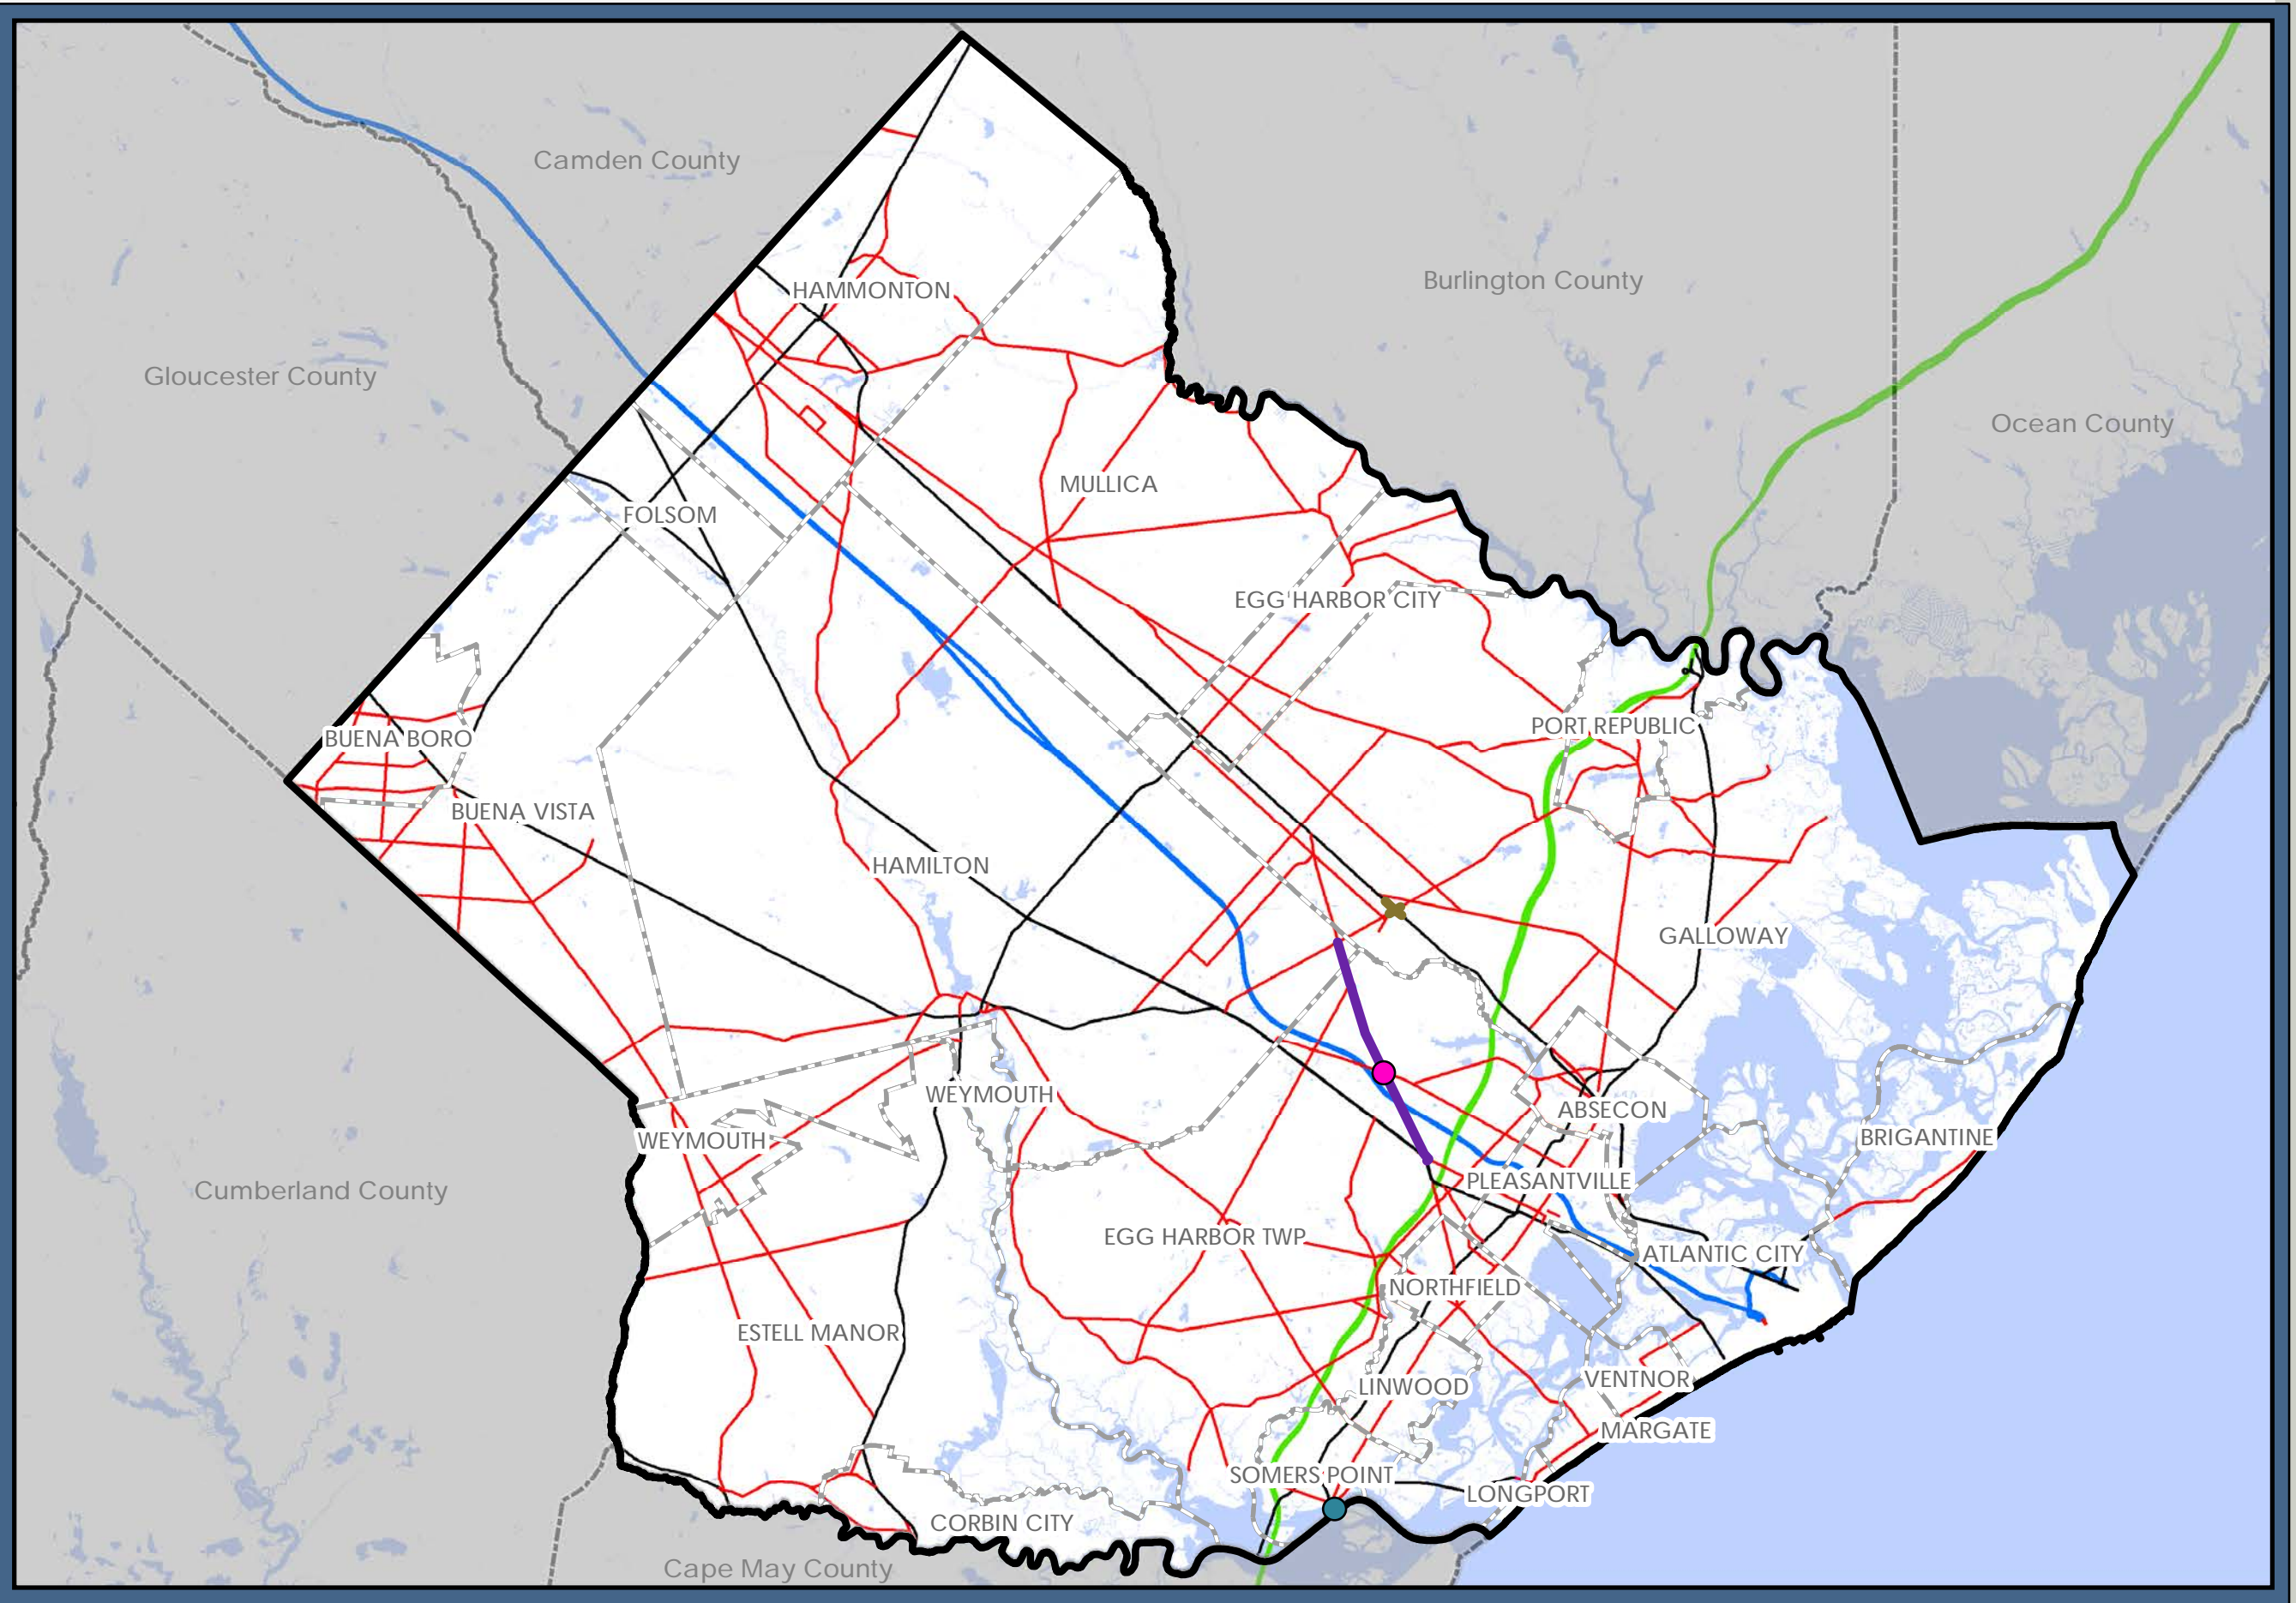 Camden County
Burlington County
HAMMONTON
Gloucester County
Ocean County
MULLICA
FOLSOM
EGG HARBOR CITY
PORT REPUBLIC
BUENA BORO
BUENA VISTA
HAMILTON
GALLOWAY
WEYMOUTH
ABSECON
WEYMOUTH
BRIGANTINE
Cumberland County
PLEASANTVILLE
EGG HARBOR TWP
ATLANTIC CITY
NORTHFIELD
ESTELL MANOR
VENTNOR
LINWOOD
MARGATE
SOMERS POINT
LONGPORT
CORBIN CITY
Cape May County